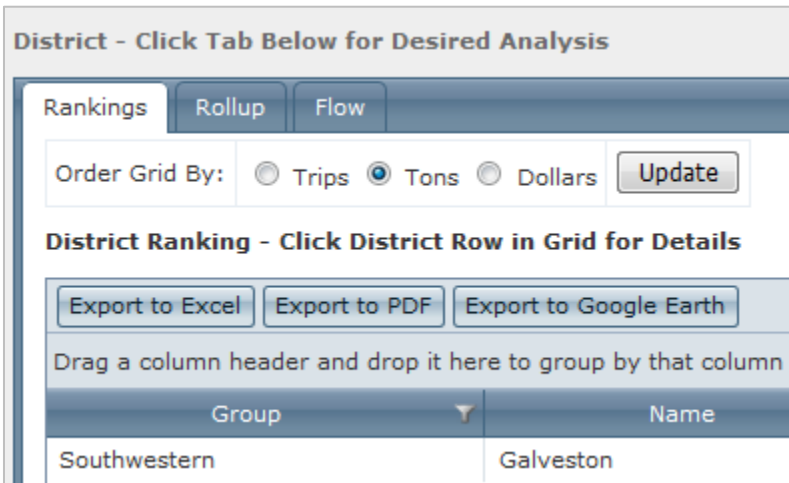 District - Click Tab Below for Desired Analysis
Rankings Rollup Flow
Order Grid By: Trips Tons Dollars Update
District Ranking - Click District Row in Grid for Details
Export to Excel Export to PDF Export to Google Earth
Drag a column header and drop it here to group by that column
Group Name
Southwestern Galveston